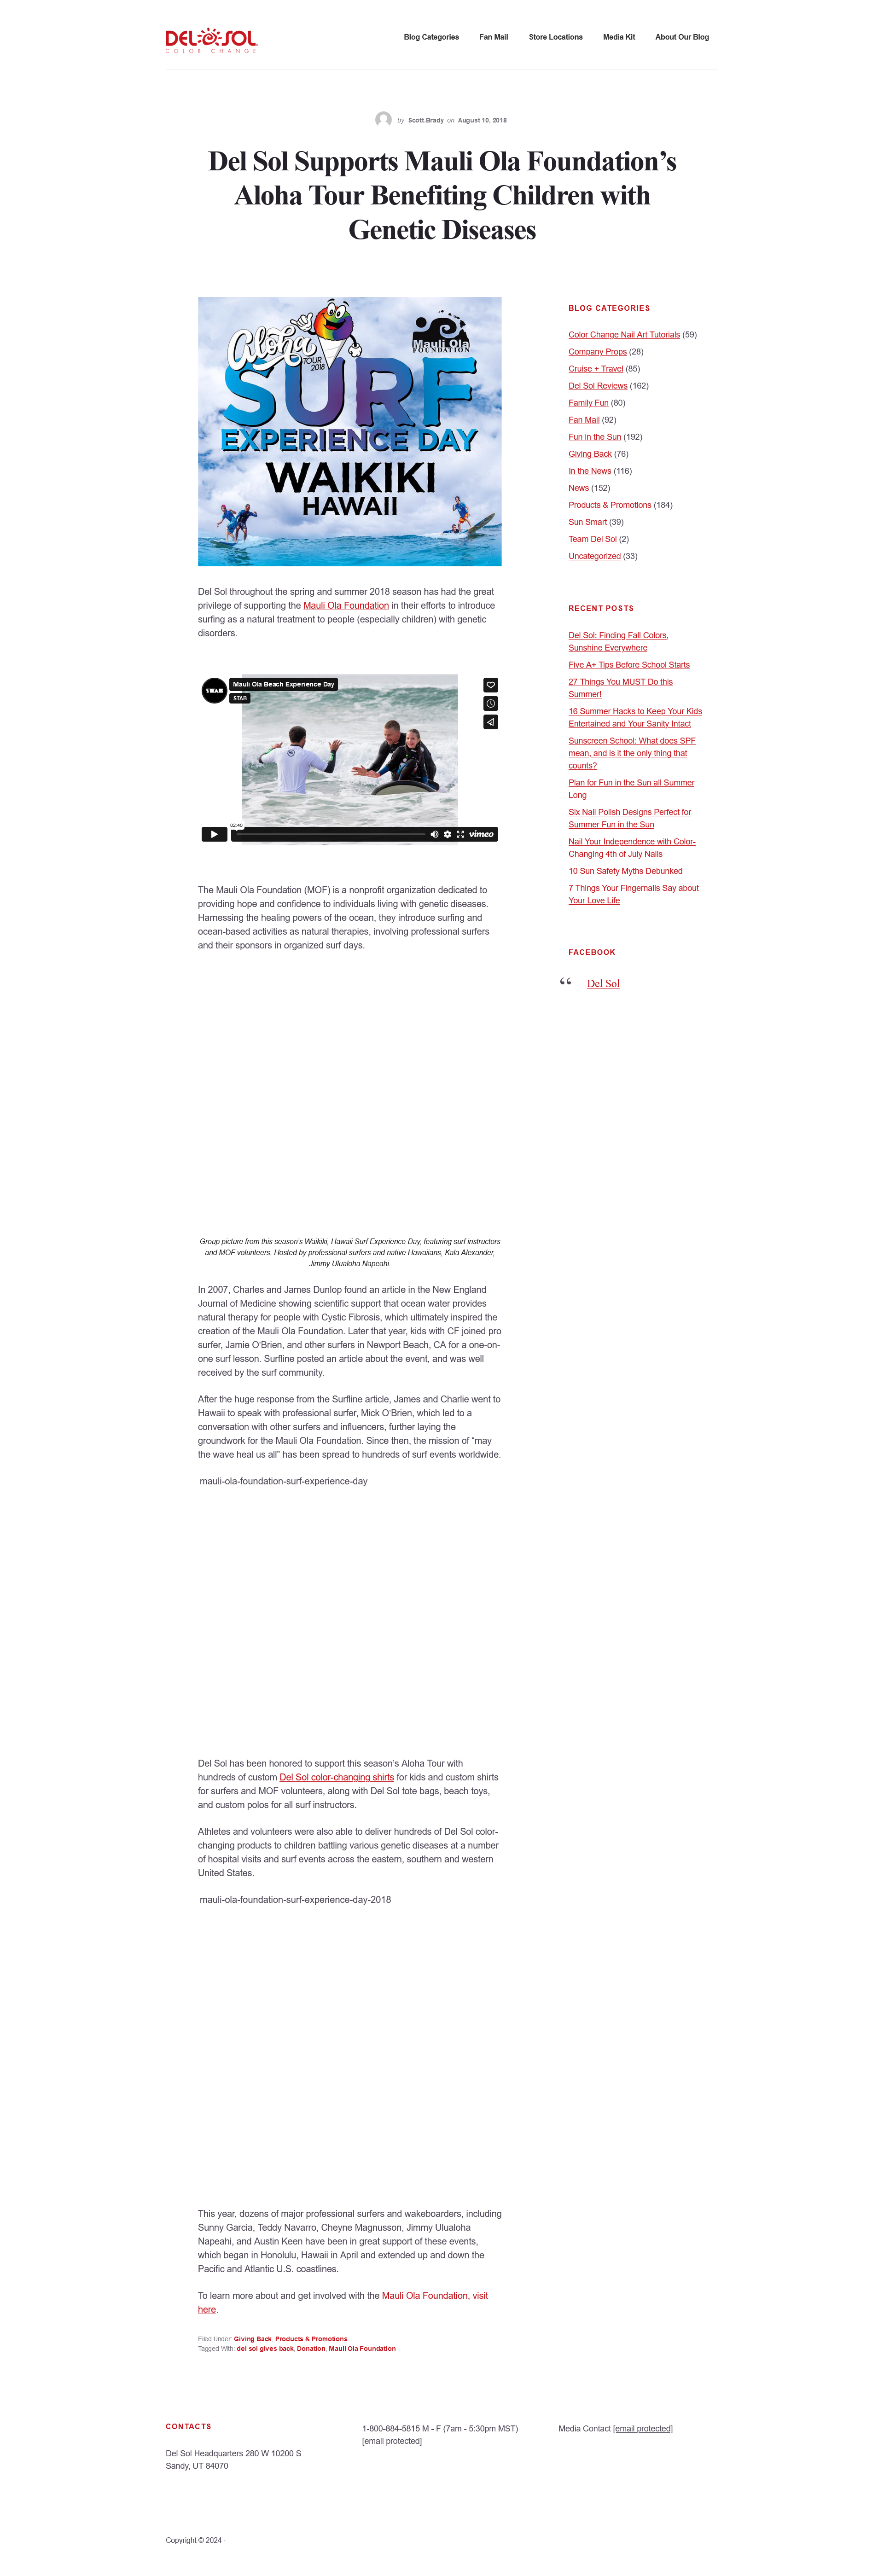 DEL SOL
COLOR CHANGE
Blog Categories
Fan Mail
Store Locations
Media Kit
About Our Blog
by Scott.Brady on August 10, 2018
Del Sol Supports Mauli Ola Foundation’s
Aloha Tour Benefiting Children with
Genetic Diseases
Aloha
TOUR
2018
Mauli Ola
FOUNDATION
SURF
EXPERIENCE DAY
WAIKIKI
HAWAII
Del Sol throughout the spring and summer 2018 season has had the great
privilege of supporting the Mauli Ola Foundation in their efforts to introduce
surfing as a natural treatment to people (especially children) with genetic
disorders.
SWAH
Mauli Ola Beach Experience Day
STAB
02:40
vimeo
The Mauli Ola Foundation (MOF) is a nonprofit organization dedicated to
providing hope and confidence to individuals living with genetic diseases.
Harnessing the healing powers of the ocean, they introduce surfing and
ocean-based activities as natural therapies, involving professional surfers
and their sponsors in organized surf days.
Group picture from this season’s Waikiki, Hawaii Surf Experience Day, featuring surf instructors
and MOF volunteers. Hosted by professional surfers and native Hawaiians, Kala Alexander,
Jimmy Ulualoha Napeahi.
In 2007, Charles and James Dunlop found an article in the New England
Journal of Medicine showing scientific support that ocean water provides
natural therapy for people with Cystic Fibrosis, which ultimately inspired the
creation of the Mauli Ola Foundation. Later that year, kids with CF joined pro
surfer, Jamie O’Brien, and other surfers in Newport Beach, CA for a one-on-
one surf lesson. Surfline posted an article about the event, and was well
received by the surf community.
After the huge response from the Surfline article, James and Charlie went to
Hawaii to speak with professional surfer, Mick O’Brien, which led to a
conversation with other surfers and influencers, further laying the
groundwork for the Mauli Ola Foundation. Since then, the mission of “may
the wave heal us all” has been spread to hundreds of surf events worldwide.
mauli-ola-foundation-surf-experience-day
Del Sol has been honored to support this season’s Aloha Tour with
hundreds of custom Del Sol color-changing shirts for kids and custom shirts
for surfers and MOF volunteers, along with Del Sol tote bags, beach toys,
and custom polos for all surf instructors.
Athletes and volunteers were also able to deliver hundreds of Del Sol color-
changing products to children battling various genetic diseases at a number
of hospital visits and surf events across the eastern, southern and western
United States.
mauli-ola-foundation-surf-experience-day-2018
This year, dozens of major professional surfers and wakeboarders, including
Sunny Garcia, Teddy Navarro, Cheyne Magnusson, Jimmy Ulualoha
Napeahi, and Austin Keen have been in great support of these events,
which began in Honolulu, Hawaii in April and extended up and down the
Pacific and Atlantic U.S. coastlines.
To learn more about and get involved with the Mauli Ola Foundation, visit
here.
Filed Under: Giving Back, Products & Promotions
Tagged With: del sol gives back, Donation, Mauli Ola Foundation
BLOG CATEGORIES
Color Change Nail Art Tutorials (59)
Company Props (28)
Cruise + Travel (85)
Del Sol Reviews (162)
Family Fun (80)
Fan Mail (92)
Fun in the Sun (192)
Giving Back (76)
In the News (116)
News (152)
Products & Promotions (184)
Sun Smart (39)
Team Del Sol (2)
Uncategorized (33)
RECENT POSTS
Del Sol: Finding Fall Colors,
Sunshine Everywhere
Five A+ Tips Before School Starts
27 Things You MUST Do this
Summer!
16 Summer Hacks to Keep Your Kids
Entertained and Your Sanity Intact
Sunscreen School: What does SPF
mean, and is it the only thing that
counts?
Plan for Fun in the Sun all Summer
Long
Six Nail Polish Designs Perfect for
Summer Fun in the Sun
Nail Your Independence with Color-
Changing 4th of July Nails
10 Sun Safety Myths Debunked
7 Things Your Fingernails Say about
Your Love Life
FACEBOOK
“ Del Sol
CONTACTS
Del Sol Headquarters 280 W 10200 S
Sandy, UT 84070
1-800-884-5815 M - F (7am - 5:30pm MST)
[email protected]
Media Contact [email protected]
Copyright © 2024 ·